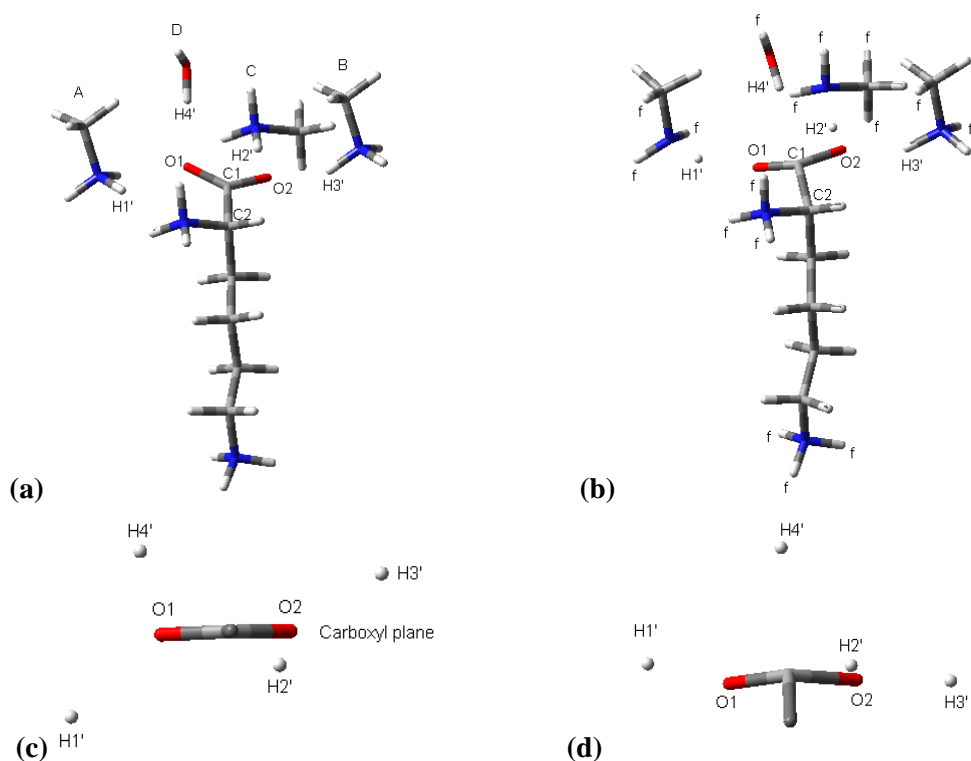 D
C
B
A
H4'
H2'
H3'
O1
C1
O2
H1'
C2
(a)
f
f
f
H4'
f
f
f
f
f
f
H2'
f
O1
C1
O2
H3'
f
H1'
f
C2
f
f
f
f
f
(b)
H4'
H3'
O1
O2
Carboxyl plane
H2'
H1'
(c)
H4'
H1'
H2'
O1
O2
H3'
(d)